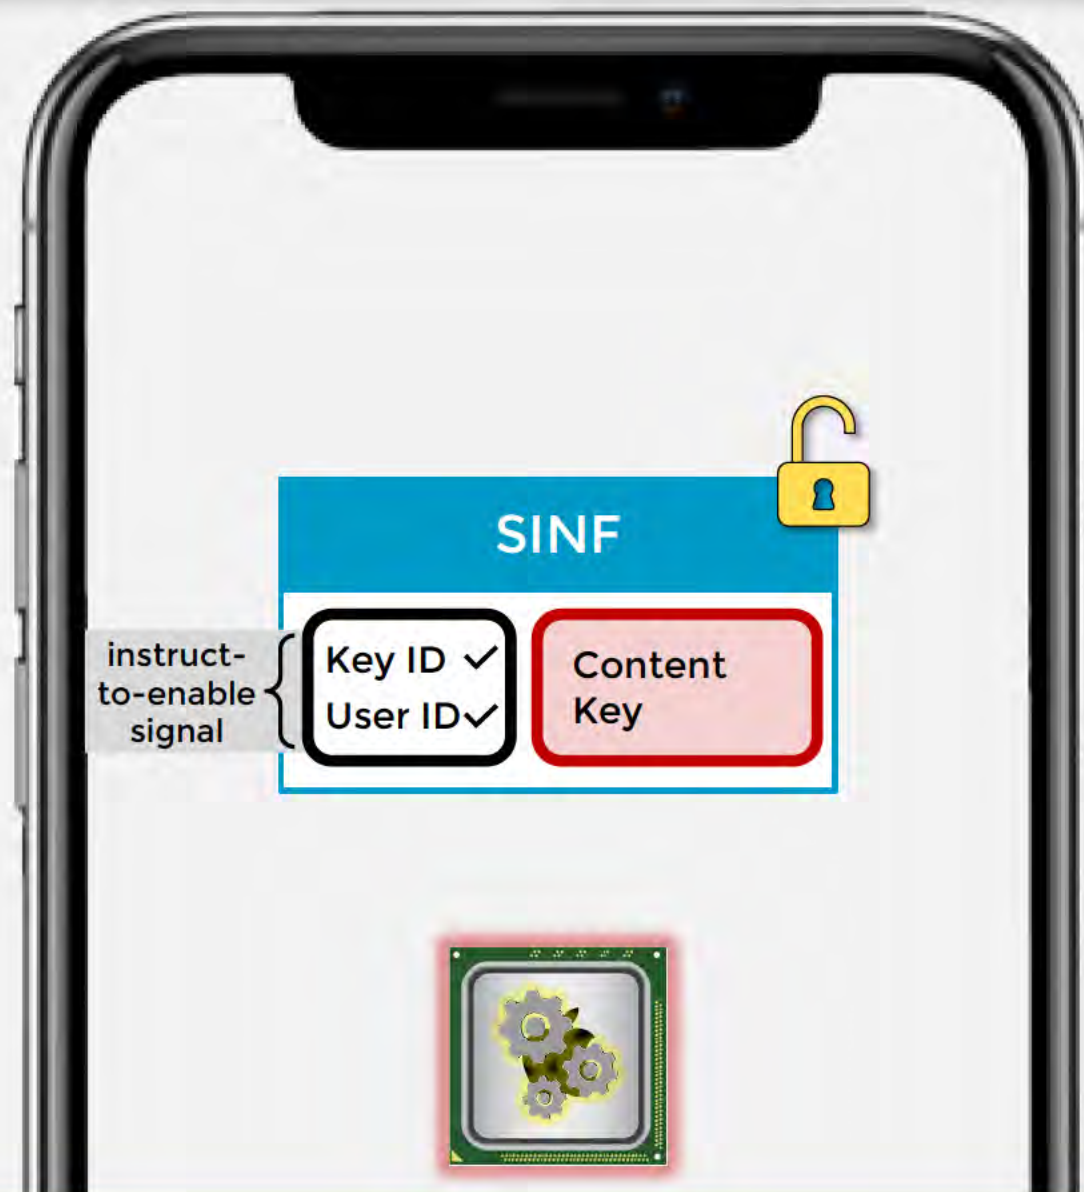 SINF
instruct-
to-enable
signal
Key ID ✓
User ID✓
Content
Key